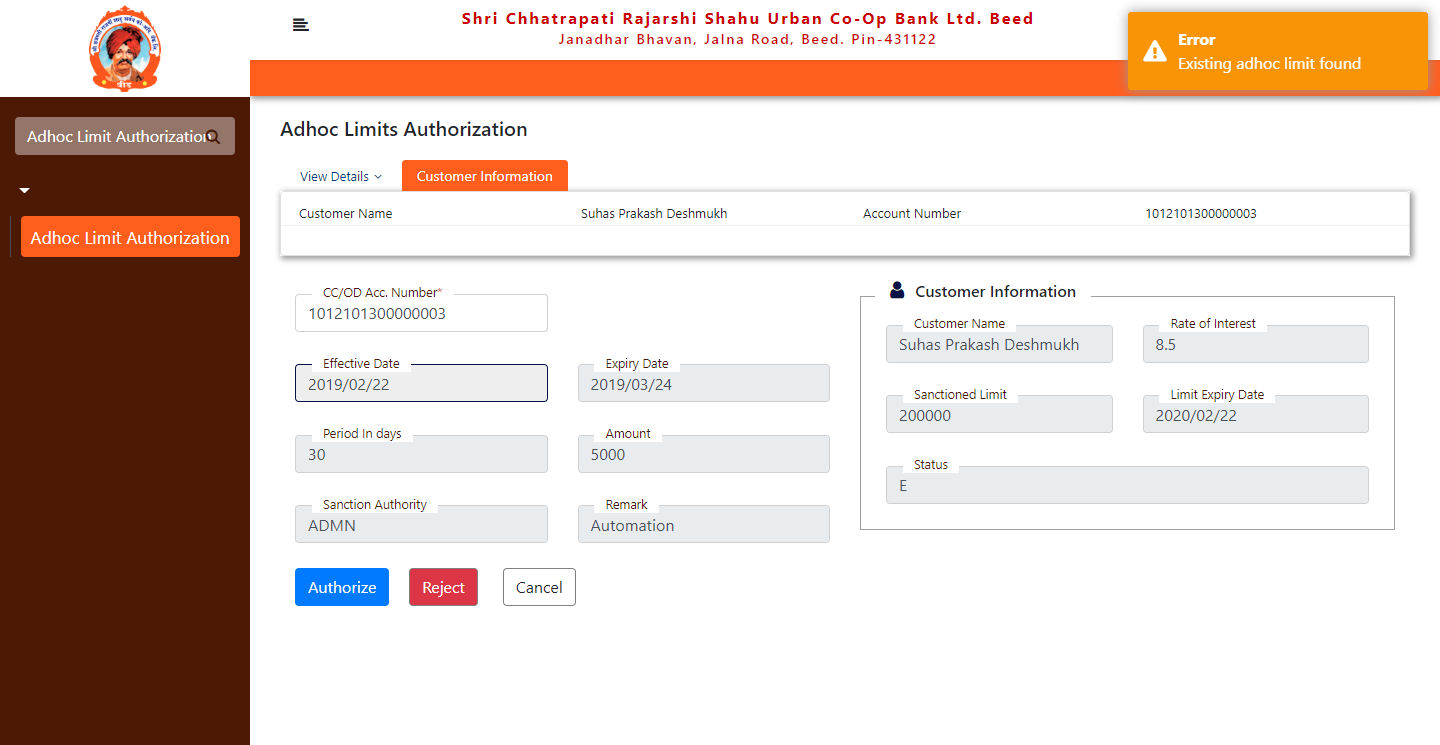 Shri Chhatrapati Rajarshi Shahu Urban Co-Op Bank Ltd. Beed
Janadhar Bhavan, Jalna Road, Beed. Pin-431122
Error
Existing adhoc limit found
बीड
Adhoc Limit Authorization
Adhoc Limit Authorization
Adhoc Limits Authorization
View Details
Customer Information
Customer Name Suhas Prakash Deshmukh Account Number 1012101300000003
CC/OD Acc. Number*
1012101300000003
Effective Date
2019/02/22
Expiry Date
2019/03/24
Period In days
30
Amount
5000
Sanction Authority
ADMN
Remark
Automation
Authorize
Reject
Cancel
Customer Information
Customer Name
Suhas Prakash Deshmukh
Rate of Interest
8.5
Sanctioned Limit
200000
Limit Expiry Date
2020/02/22
Status
E